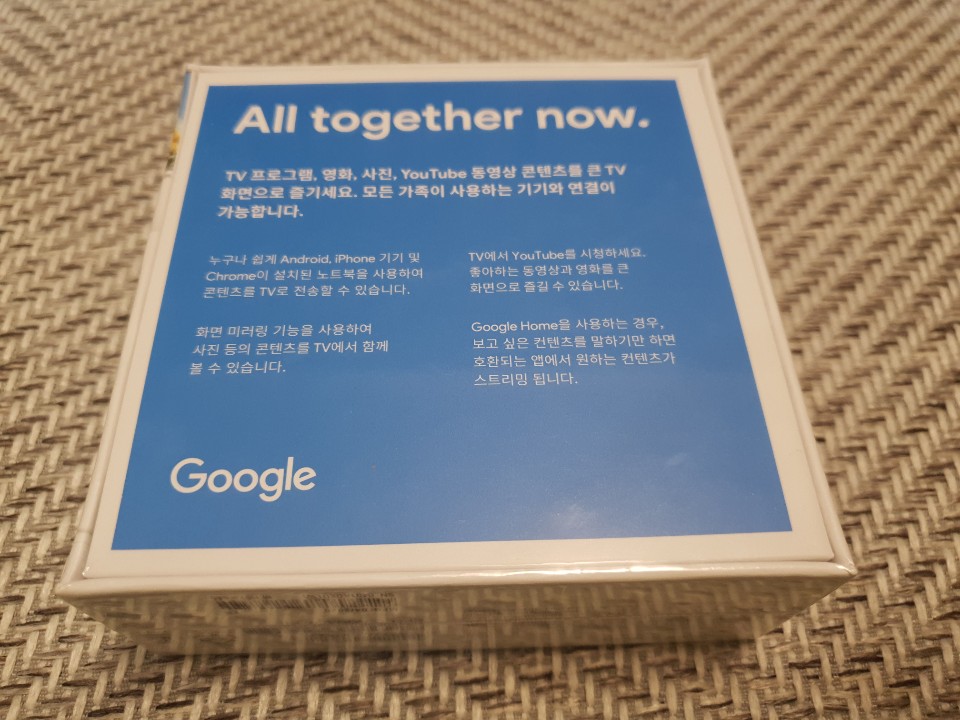 All together now.
TV 프로그램, 영화, 사진, YouTube 동영상 콘텐츠를 큰 TV
화면으로 즐기세요. 모든 가족이 사용하는 기기와 연결이
가능합니다.
누구나 쉽게 Android, iPhone 기기 및
Chrome이 설치된 노트북을 사용하여
콘텐츠를 TV로 전송할 수 있습니다.
화면 미러링 기능을 사용하여
사진 등의 콘텐츠를 TV에서 함께
볼 수 있습니다.
TV에서 YouTube를 시청하세요.
좋아하는 동영상과 영화를 큰
화면으로 즐길 수 있습니다.
Google Home을 사용하는 경우,
보고 싶은 컨텐츠를 말하기만 하면
호환되는 앱에서 원하는 컨텐츠가
스트리밍 됩니다.
Google